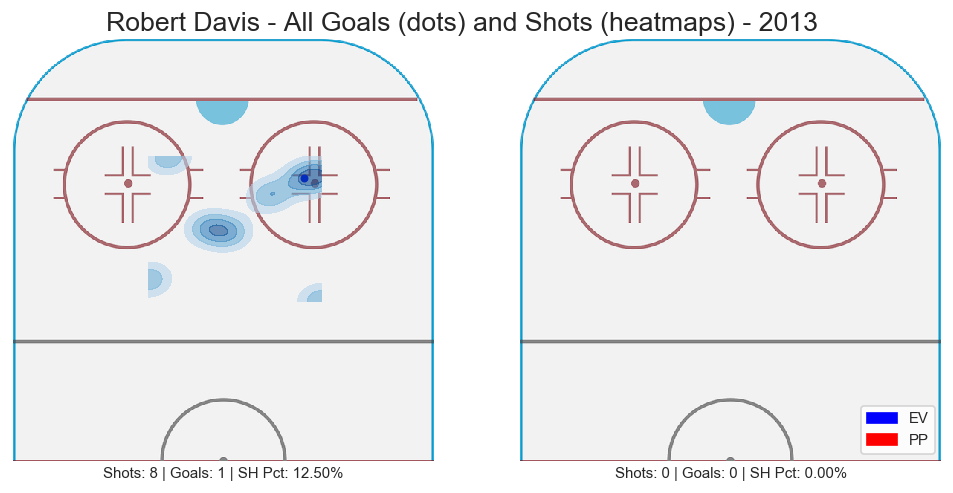 Robert Davis - All Goals (dots) and Shots (heatmaps) - 2013
EV
PP
Shots: 8 | Goals: 1 | SH Pct: 12.50%
Shots: 0 | Goals: 0 | SH Pct: 0.00%